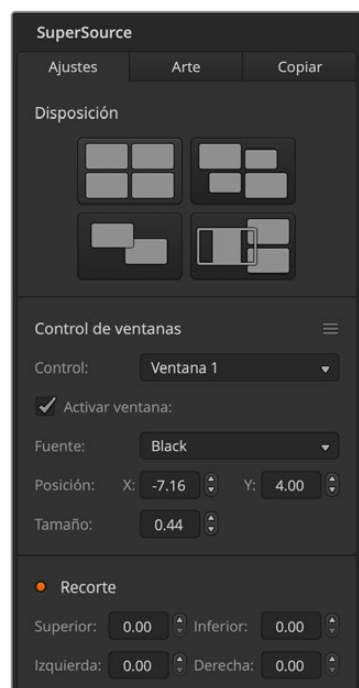 SuperSource
Ajustes Arte Copiar
Disposición
Control de ventanas
Control: Ventana 1
Activar ventana:
Fuente: Black
Posición: X: -7.16 Y: 4.00
Tamaño: 0.44
Recorte
Superior: 0.00 Inferior: 0.00
Izquierda: 0.00 Derecha: 0.00